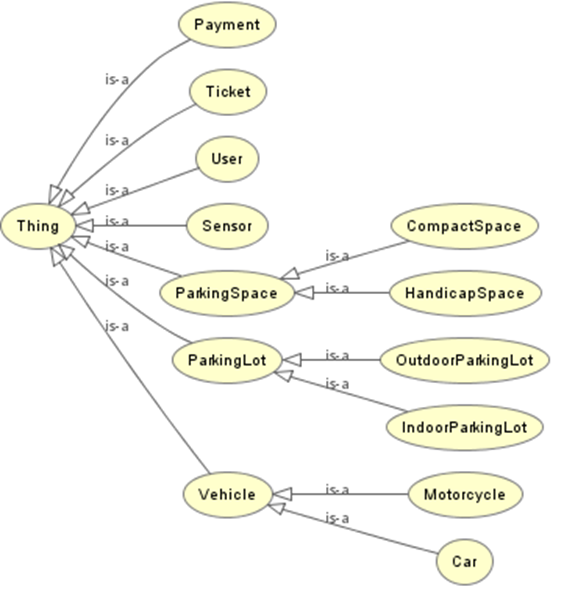 Payment
is-a
Ticket
is-a
User
is-a
Thing
is-a
Sensor
CompactSpace
is-a
is-a
ParkingSpace
is-a
HandicapSpace
is-a
ParkingLot
is-a
OutdoorParkingLot
is-a
is-a
IndoorParkingLot
Vehicle
is-a
Motorcycle
is-a
Car